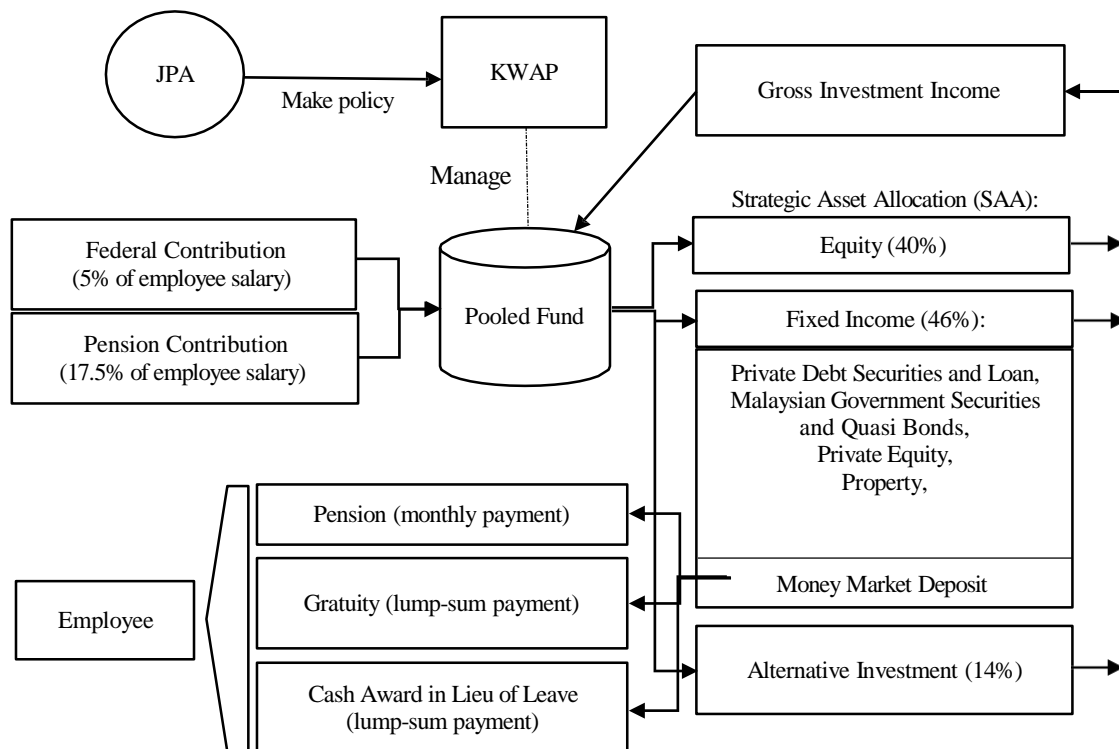 JPA
Make policy
KWAP
Gross Investment Income
Manage
Strategic Asset Allocation (SAA):
Federal Contribution
(5% of employee salary)
Pension Contribution
(17.5% of employee salary)
Pooled Fund
Equity (40%)
Fixed Income (46%):
Private Debt Securities and Loan,
Malaysian Government Securities
and Quasi Bonds,
Private Equity,
Property,
Money Market Deposit
Alternative Investment (14%)
Pension (monthly payment)
Gratuity (lump-sum payment)
Cash Award in Lieu of Leave
(lump-sum payment)
Employee